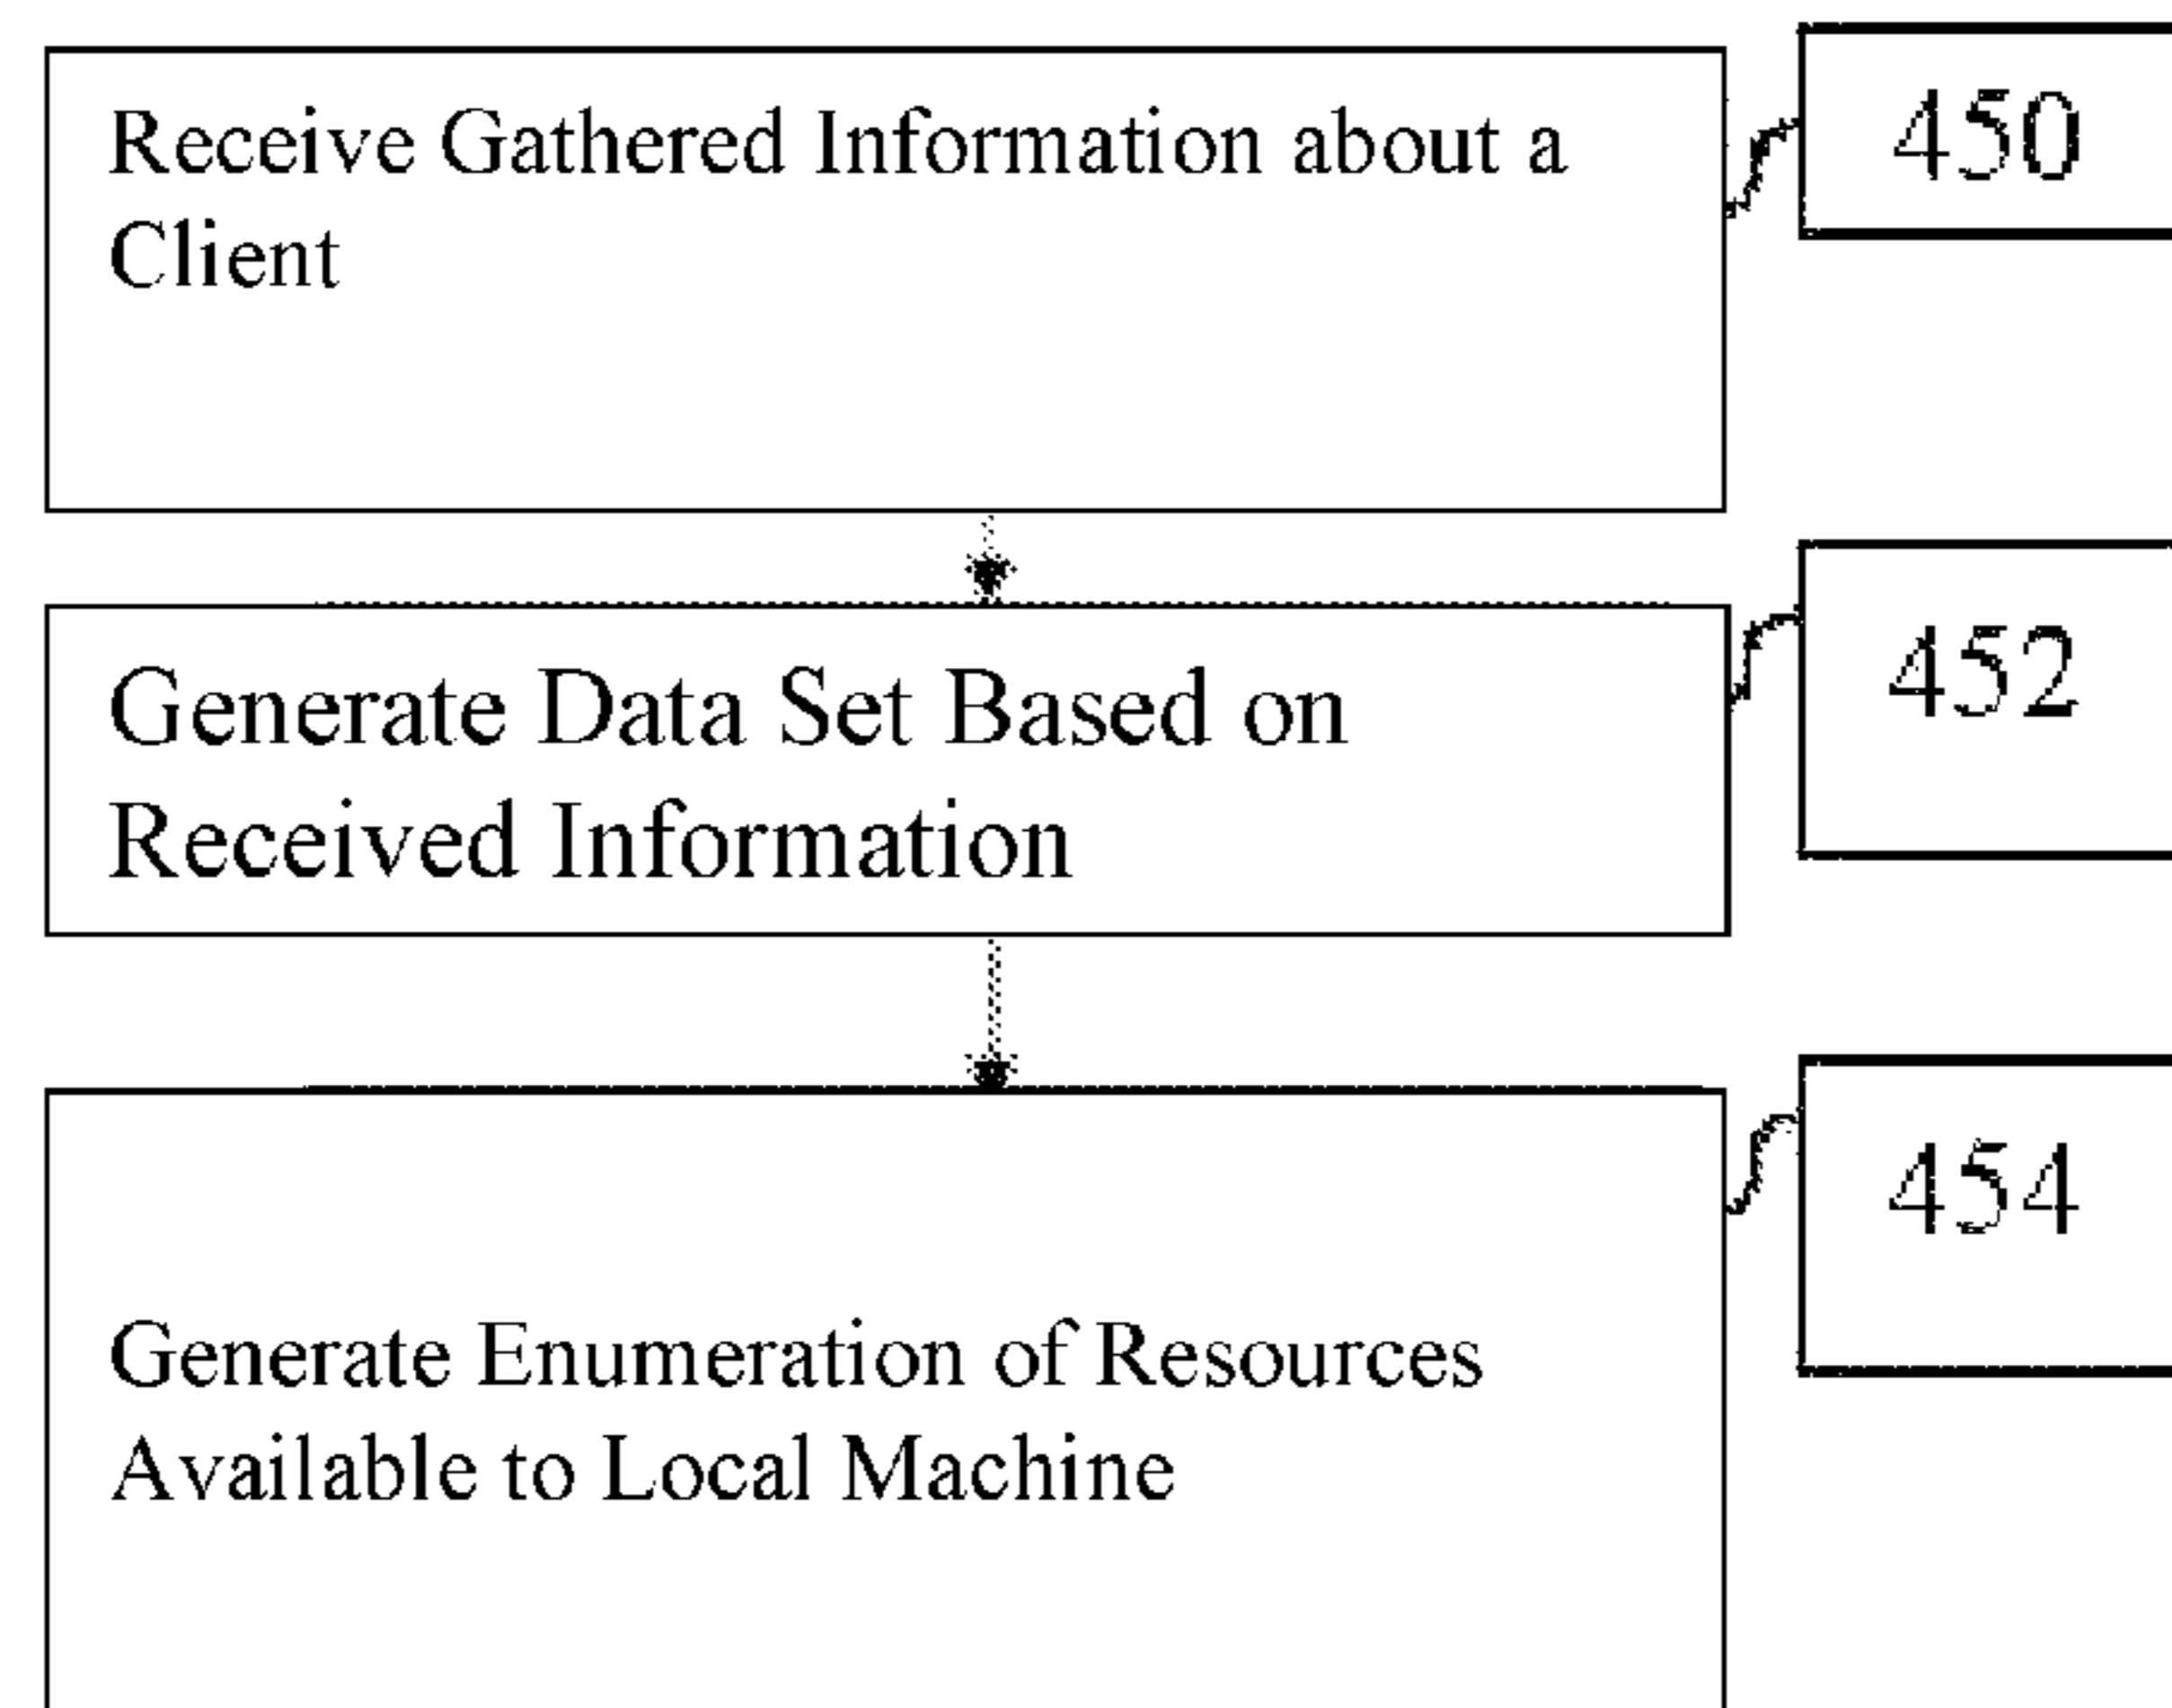 Receive Gathered Information about a
Client
450
Generate Data Set Based on
Received Information
452
Generate Enumeration of Resources
Available to Local Machine
454